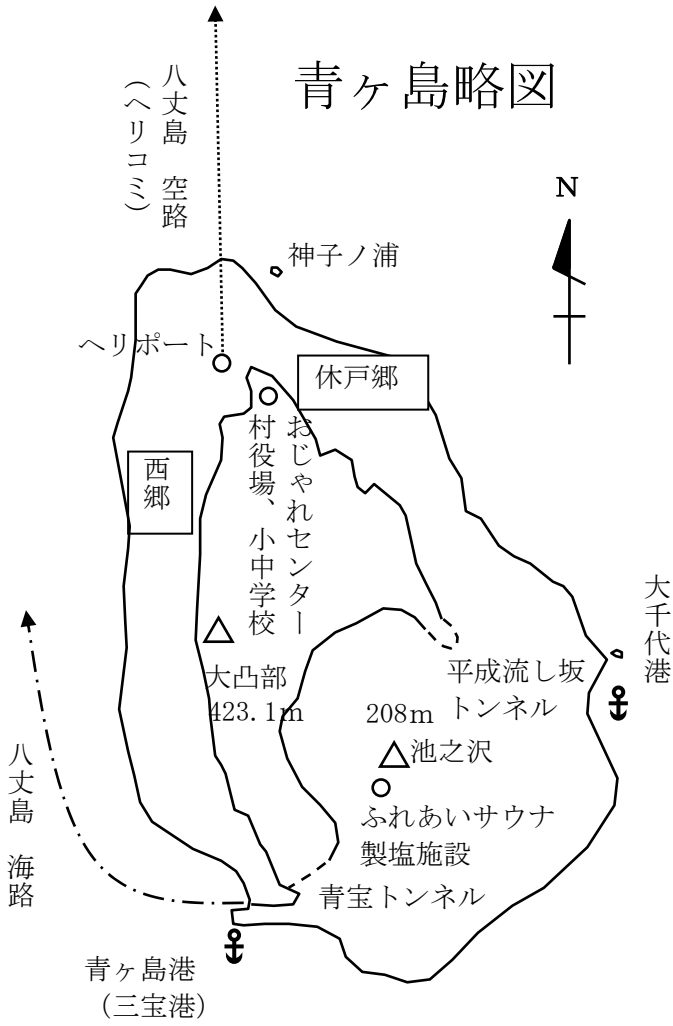 青ヶ島略図
八丈島　空路
（ヘリコミ）
N
神子ノ浦
ヘリポート
休戸郷
おじゃれセンター
村役場、小中学校
西郷
大千代港
大凸部
423.1m
平成流し坂
トンネル
208m
池之沢
ふれあいサウナ
製塩施設
八丈島　海路
青宝トンネル
青ヶ島港
（三宝港）